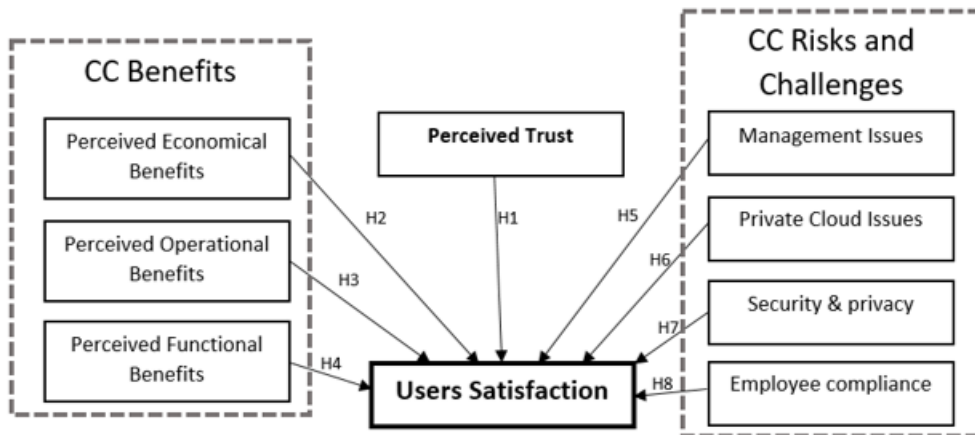 CC Benefits
Perceived Economical
Benefits
Perceived Operational
Benefits
Perceived Functional
Benefits
Perceived Trust
H2
H1
H5
H3
H6
H4
H7
H8
Users Satisfaction
CC Risks and
Challenges
Management Issues
Private Cloud Issues
Security & privacy
Employee compliance